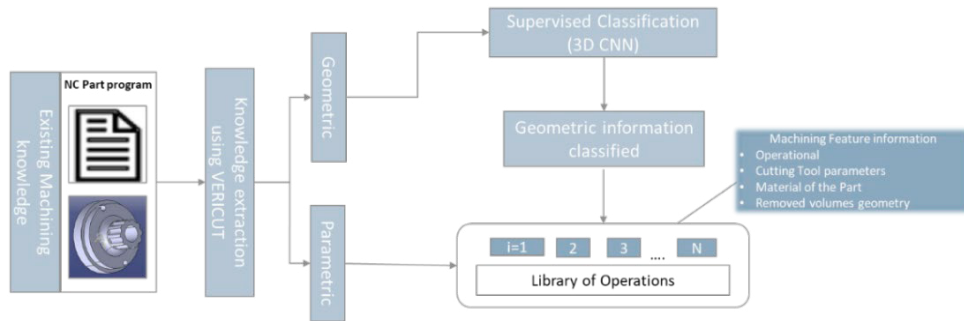 Existing Machining
knowledge
NC Part program
Knowledge extraction
using VERICUT
Geometric
Parametric
Supervised Classification
(3D CNN)
Geometric information
classified
i=1
2
3
....
N
Library of Operations
Machining Feature information
• Operational
• Cutting Tool parameters
• Material of the Part
• Removed volumes geometry